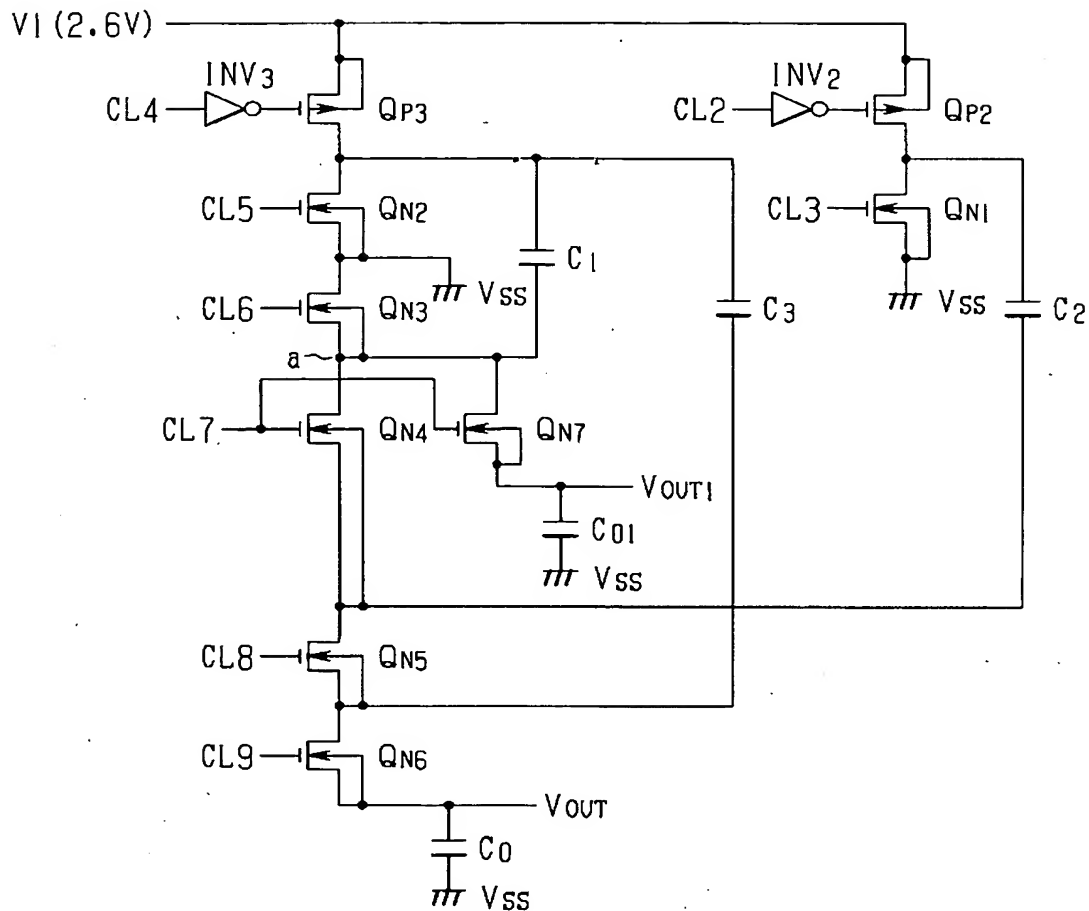 V1(2.6V)
INV3
INV2
CL4
QP3
CL2
QP2
CL5
QN2
C1
CL3
QN1
VSS
VSS
CL6
QN3
C3
C2
a
CL7
QN4
QN7
VOUT1
C01
VSS
CL8
QN5
CL9
QN6
VOUT
C0
VSS